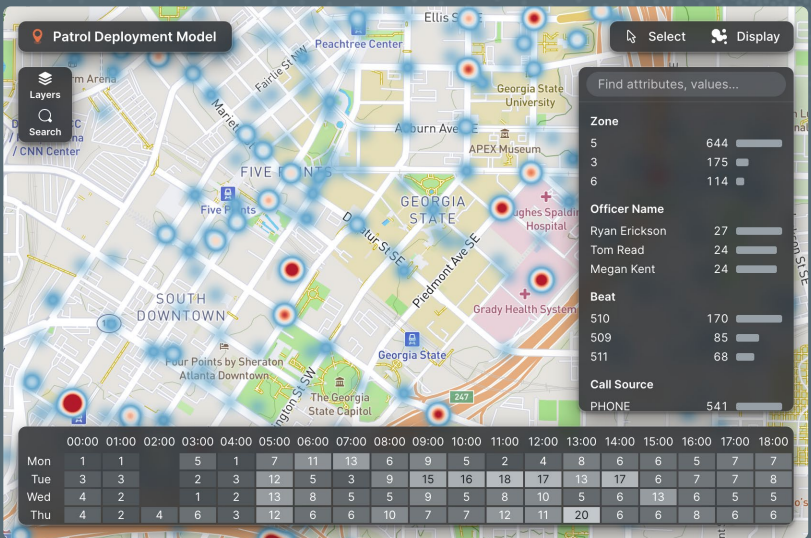 Patrol Deployment Model
Select
Display
Layers
Search
Find attributes, values...
Zone
5 644
3 175
6 114
Officer Name
Ryan Erickson 27
Tom Read 24
Megan Kent 24
Beat
510 170
509 85
511 68
Call Source
PHONE 541
Ellis S
Peachtree Center
Fairlie St NW
rm Arena
/ CNN Center
Mariet
Georgia State
University
Auburn Ave
APEX Museum
FIVE POINTS
Five Points
GEORGIA
STATE
ughes Spaldin
Hospital
Piedmont Ave SE
Grady Health System
SOUTH
DOWNTOWN
Georgia State
Four Points by Sheraton
Atlanta Downtown
The Georgia
State Capitol
ngton St SW
247
00:00 01:00 02:00 03:00 04:00 05:00 06:00 07:00 08:00 09:00 10:00 11:00 12:00 13:00 14:00 15:00 16:00 17:00 18:00
Mon 1 1 5 1 7 11 13 6 9 5 2 4 8 6 6 5 7 7
Tue 3 3 2 3 12 5 3 9 15 16 18 17 13 17 6 7 7 8
Wed 4 2 1 2 13 8 5 5 9 5 8 10 5 6 13 6 5 5
Thu 4 2 4 6 3 12 6 6 10 7 7 12 11 20 6 6 8 6 6